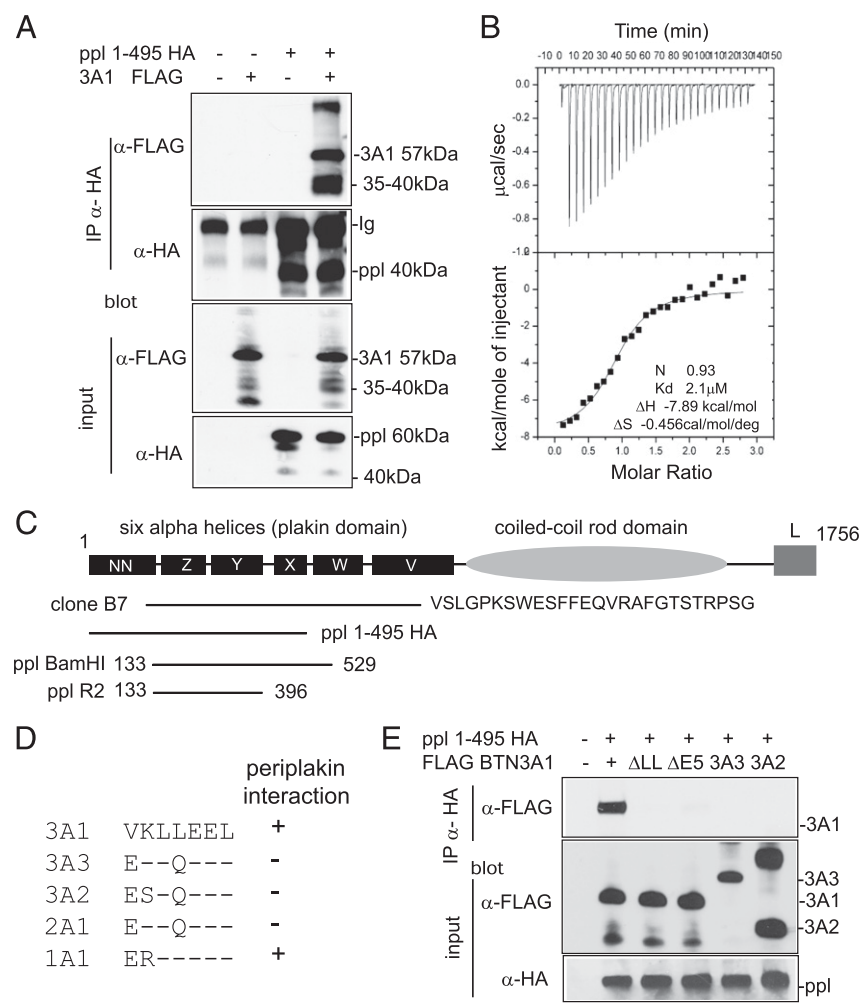 A
ppl 1-495 HA - - + +
3A1 FLAG - + - +
IP α- HA
α-FLAG
-3A1 57kDa
- 35-40kDa
α-HA
-Ig
-ppl 40kDa
blot
input
α-FLAG
-3A1 57kDa
35-40kDa
α-HA
-ppl 60kDa
- 40kDa
B
Time (min)
-10 0 10 20 30 40 50 60 70 80 90 100 110 120 130 140 150
0.0
-0.2
-0.4
-0.6
-0.8
-1.0
µcal/sec
0
-2
-4
-6
-8
kcal/mole of injectant
N 0.93
Kd 2.1µM
ΔH -7.89 kcal/mol
ΔS -0.456cal/mol/deg
0.0 0.5 1.0 1.5 2.0 2.5 3.0
Molar Ratio
C
1 six alpha helices (plakin domain) coiled-coil rod domain L 1756
NN Z Y X W V
clone B7 VSLGPKSWESFFEQVRAFGTSTRPSG
ppl 1-495 HA
ppl BamHI 133 529
ppl R2 133 396
D
periplakin
interaction
3A1 VKLLEEL +
3A3 E--Q--- -
3A2 ES-Q--- -
2A1 E--Q--- -
1A1 ER----- +
E
ppl 1-495 HA - + + + + +
FLAG BTN3A1 - + ΔLL ΔE5 3A3 3A2
IP α- HA
α-FLAG
-3A1
blot
input
α-FLAG
-3A3
-3A1
-3A2
α-HA
-ppl